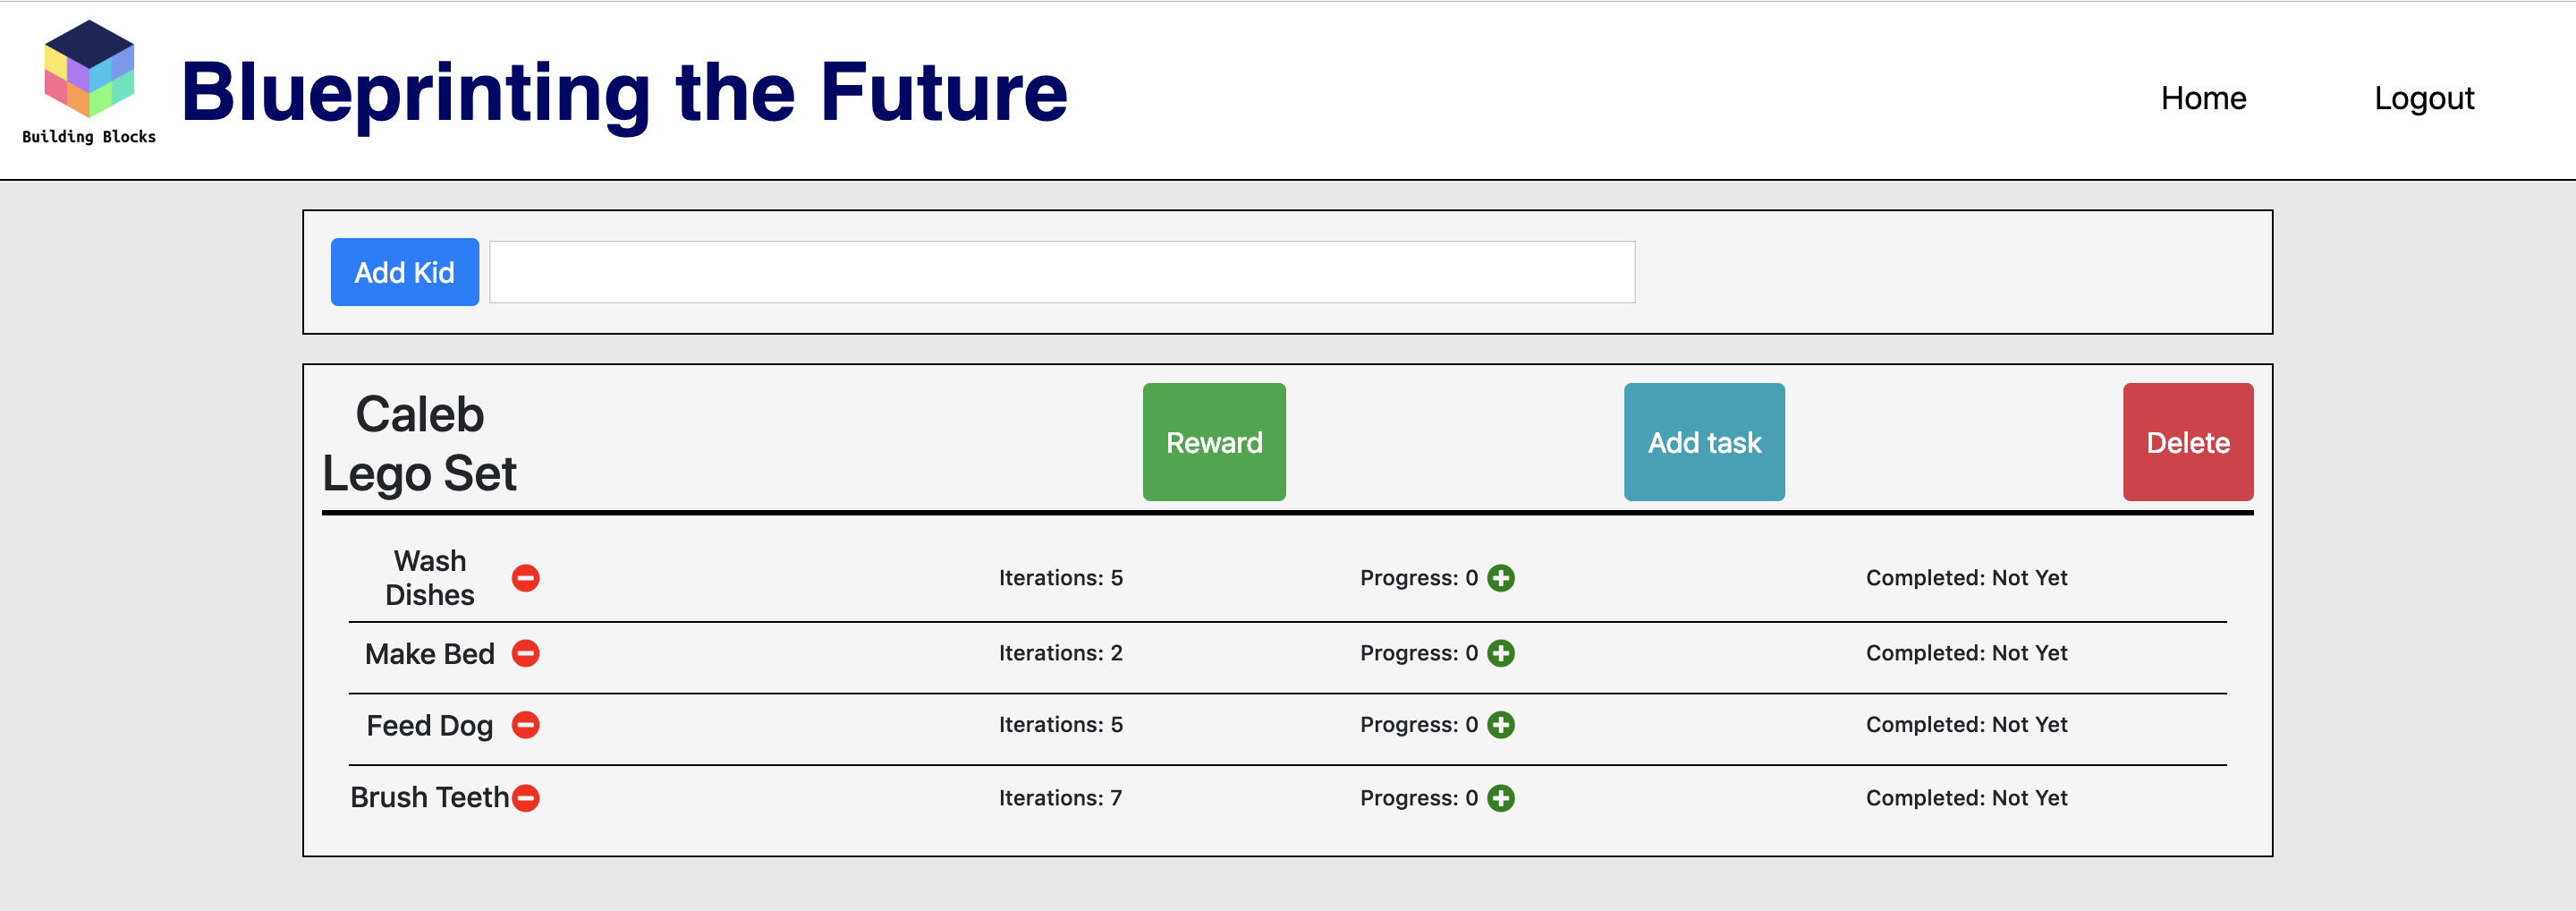 Building Blocks
Blueprinting the Future
Home
Logout
Add Kid
Caleb
Lego Set
Reward
Add task
Delete
Wash
Dishes
Iterations: 5
Progress: 0
Completed: Not Yet
Make Bed
Iterations: 2
Progress: 0
Completed: Not Yet
Feed Dog
Iterations: 5
Progress: 0
Completed: Not Yet
Brush Teeth
Iterations: 7
Progress: 0
Completed: Not Yet